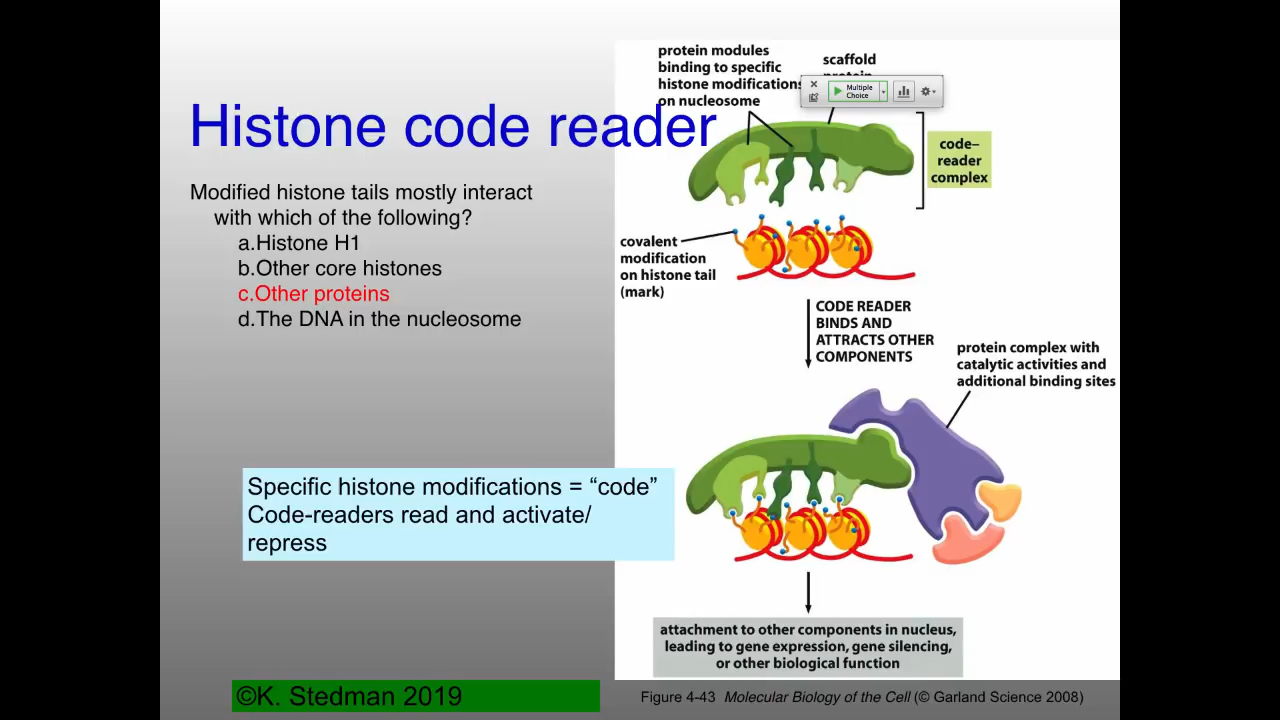 Histone code reader
Modified histone tails mostly interact
with which of the following?
a.Histone H1
b.Other core histones
c.Other proteins
d.The DNA in the nucleosome
Specific histone modifications = “code”
Code-readers read and activate/
repress
©K. Stedman 2019
protein modules
binding to specific
histone modifications
on nucleosome
scaffold
protein
Multiple
Choice
code–
reader
complex
covalent
modification
on histone tail
(mark)
CODE READER
BINDS AND
ATTRACTS OTHER
COMPONENTS
protein complex with
catalytic activities and
additional binding sites
attachment to other components in nucleus,
leading to gene expression, gene silencing,
or other biological function
Figure 4-43 Molecular Biology of the Cell (© Garland Science 2008)